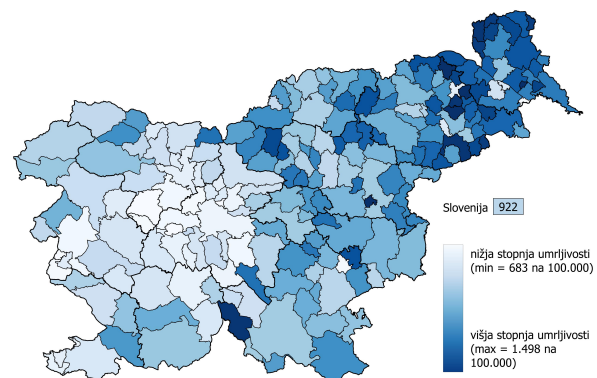 Slovenija 922
nižja stopnja umrljivosti
(min = 683 na 100.000)
višja stopnja umrljivosti
(max = 1.498 na
100.000)